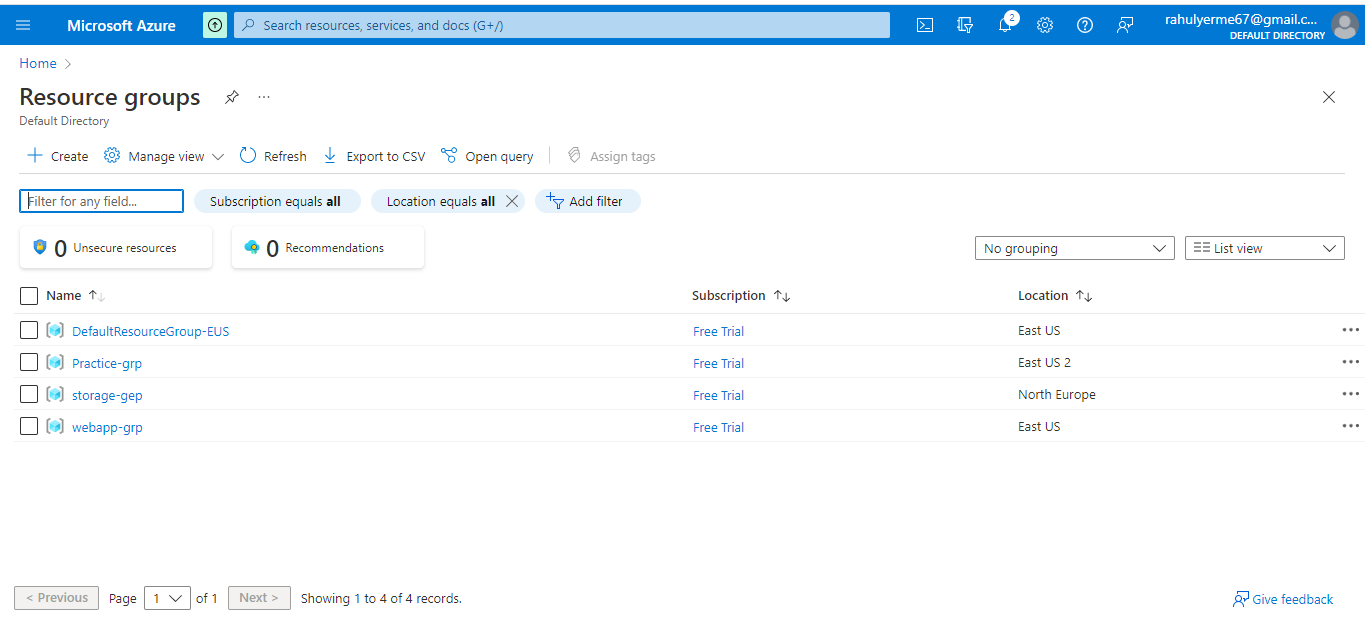 Microsoft Azure
Search resources, services, and docs (G+/)
2
rahulyerme67@gmail.c...
DEFAULT DIRECTORY
Home
Resource groups
...
Default Directory
Create
Manage view
Refresh
Export to CSV
Open query
Assign tags
Filter for any field...
Subscription equals all
Location equals all
Add filter
0 Unsecure resources
0 Recommendations
No grouping
List view
Name Subscription Location
DefaultResourceGroup-EUS Free Trial East US
Practice-grp Free Trial East US 2
storage-gep Free Trial North Europe
webapp-grp Free Trial East US
< Previous Page 1 of 1 Next > Showing 1 to 4 of 4 records.
Give feedback